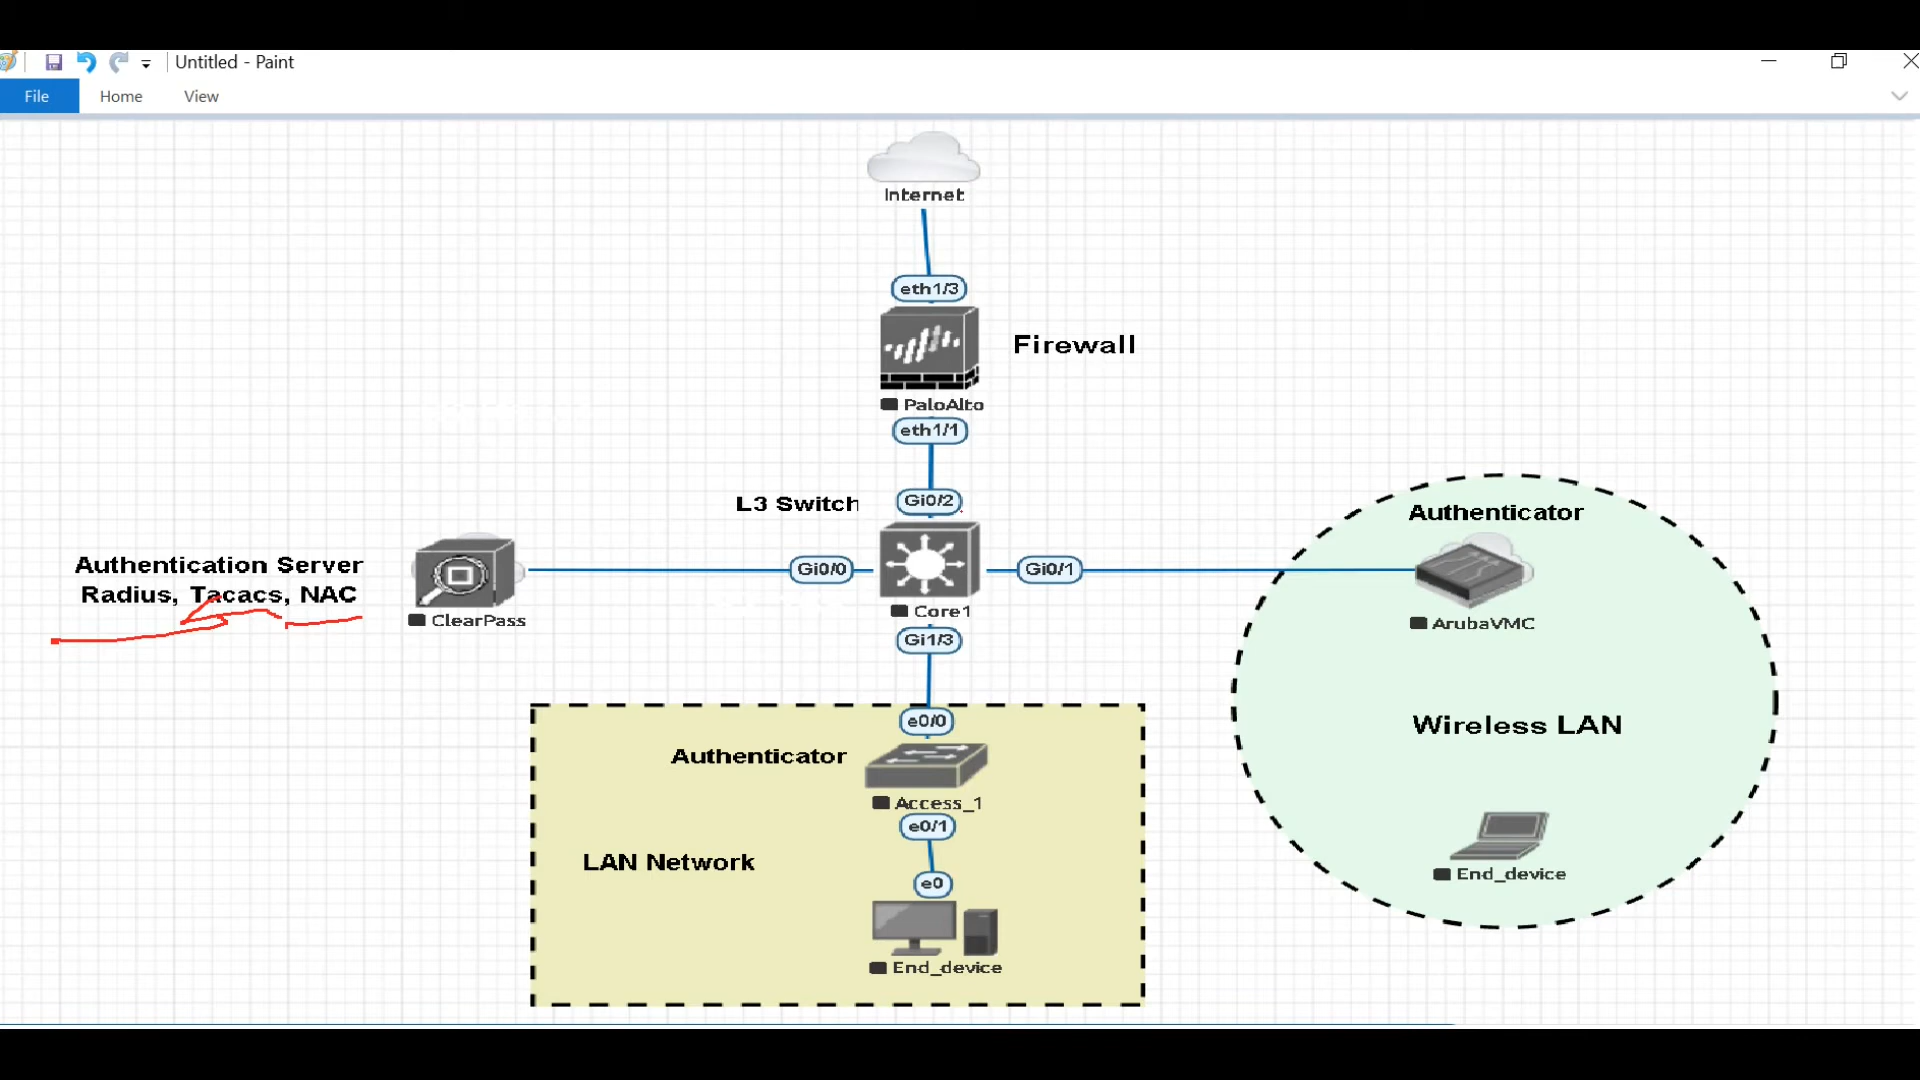 Untitled - Paint
File Home View
Internet
eth1/3
Firewall
PaloAlto
eth1/1
L3 Switch
Gi0/2
Authentication Server
Radius, Tacacs, NAC
ClearPass
Gi0/0
Gi0/1
Core1
Gi1/3
Authenticator
ArubaVMC
Wireless LAN
End_device
e0/0
Authenticator
Access_1
e0/1
LAN Network
e0
End_device